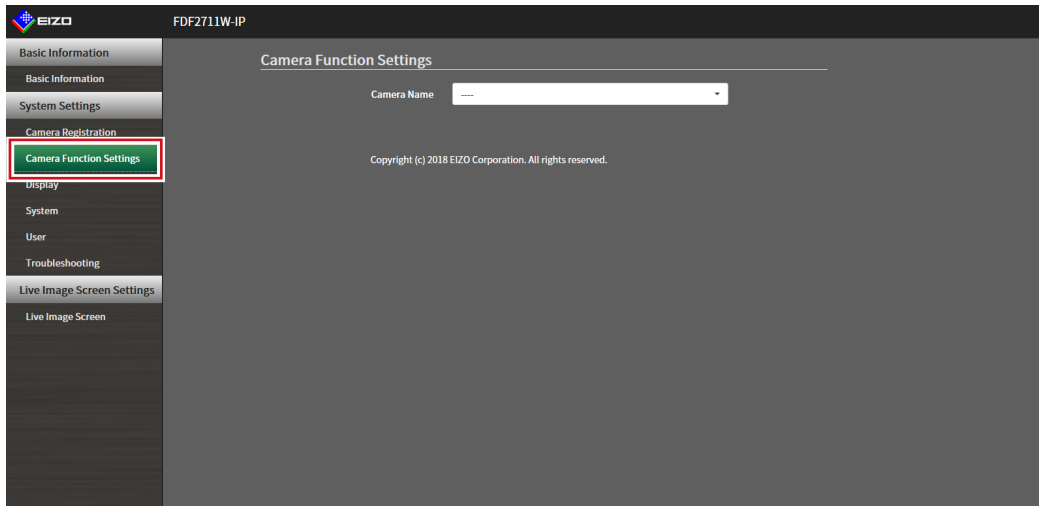 EIZO
FDF2711W-IP
Basic Information
Basic Information
System Settings
Camera Registration
Camera Function Settings
Display
System
User
Troubleshooting
Live Image Screen Settings
Live Image Screen
Camera Function Settings
Camera Name
----
Copyright (c) 2018 EIZO Corporation. All rights reserved.